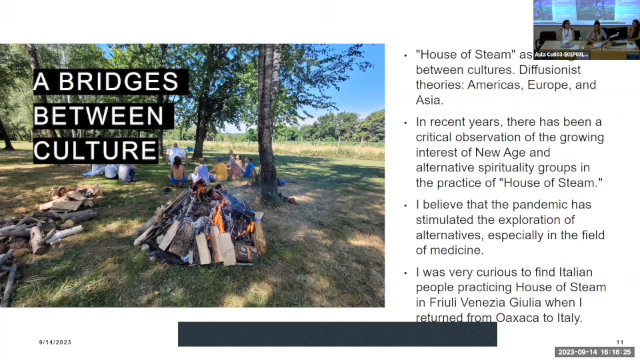 A BRIDGES
BETWEEN
CULTURE
• "House of Steam" as
between cultures. Diffusionist
theories: Americas, Europe, and
Asia.
• In recent years, there has been a
critical observation of the growing
interest of New Age and
alternative spirituality groups in
the practice of "House of Steam."
• I believe that the pandemic has
stimulated the exploration of
alternatives, especially in the field
of medicine.
• I was very curious to find Italian
people practicing House of Steam
in Friuli Venezia Giulia when I
returned from Oaxaca to Italy.
9/14/2023
11
2023-09-14 16:16:25